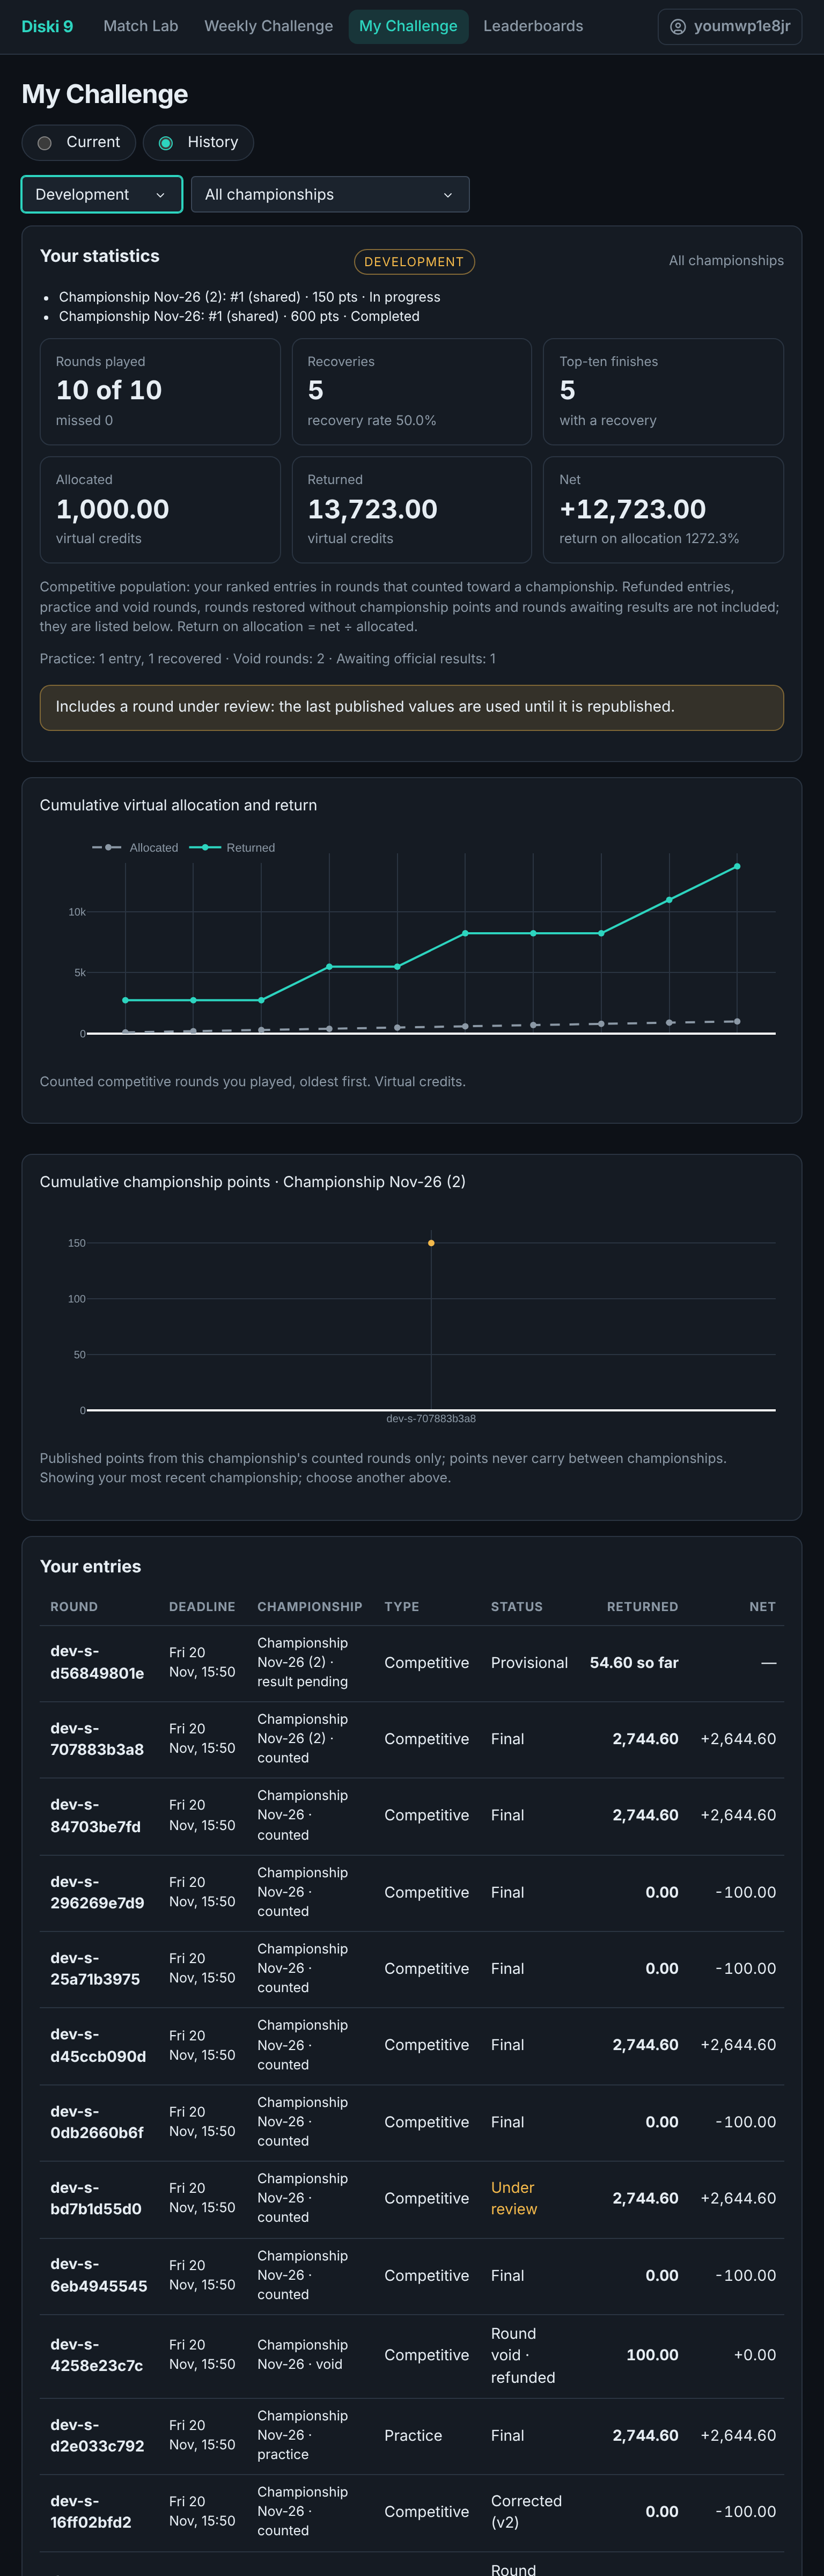 Diski 9 Match Lab Weekly Challenge My Challenge Leaderboards youmwp1e8jr
My Challenge
Current History
Development All championships
Your statistics DEVELOPMENT All championships
• Championship Nov-26 (2): #1 (shared) · 150 pts · In progress
• Championship Nov-26: #1 (shared) · 600 pts · Completed
Rounds played Recoveries Top-ten finishes
10 of 10 5 5
missed 0 recovery rate 50.0% with a recovery
Allocated Returned Net
1,000.00 13,723.00 +12,723.00
virtual credits virtual credits return on allocation 1272.3%
Competitive population: your ranked entries in rounds that counted toward a championship. Refunded entries,
practice and void rounds, rounds restored without championship points and rounds awaiting results are not included;
they are listed below. Return on allocation = net ÷ allocated.
Practice: 1 entry, 1 recovered · Void rounds: 2 · Awaiting official results: 1
Includes a round under review: the last published values are used until it is republished.
Cumulative virtual allocation and return
Allocated Returned
10k
5k
0
Counted competitive rounds you played, oldest first. Virtual credits.
Cumulative championship points · Championship Nov-26 (2)
150
100
50
0
dev-s-707883b3a8
Published points from this championship's counted rounds only; points never carry between championships.
Showing your most recent championship; choose another above.
Your entries
ROUND DEADLINE CHAMPIONSHIP TYPE STATUS RETURNED NET
dev-s-
d56849801e
Fri 20
Nov, 15:50
Championship
Nov-26 (2) ·
result pending
Competitive Provisional 54.60 so far —
dev-s-
707883b3a8
Fri 20
Nov, 15:50
Championship
Nov-26 (2) ·
counted
Competitive Final 2,744.60 +2,644.60
dev-s-
84703be7fd
Fri 20
Nov, 15:50
Championship
Nov-26 ·
counted
Competitive Final 2,744.60 +2,644.60
dev-s-
296269e7d9
Fri 20
Nov, 15:50
Championship
Nov-26 ·
counted
Competitive Final 0.00 -100.00
dev-s-
25a71b3975
Fri 20
Nov, 15:50
Championship
Nov-26 ·
counted
Competitive Final 0.00 -100.00
dev-s-
d45ccb090d
Fri 20
Nov, 15:50
Championship
Nov-26 ·
counted
Competitive Final 2,744.60 +2,644.60
dev-s-
0db2660b6f
Fri 20
Nov, 15:50
Championship
Nov-26 ·
counted
Competitive Final 0.00 -100.00
dev-s-
bd7b1d55d0
Fri 20
Nov, 15:50
Championship
Nov-26 ·
counted
Competitive
Under
review
2,744.60 +2,644.60
dev-s-
6eb4945545
Fri 20
Nov, 15:50
Championship
Nov-26 ·
counted
Competitive Final 0.00 -100.00
dev-s-
4258e23c7c
Fri 20
Nov, 15:50
Championship
Nov-26 · void
Competitive
Round
void ·
refunded
100.00 +0.00
dev-s-
d2e033c792
Fri 20
Nov, 15:50
Championship
Nov-26 ·
practice
Practice Final 2,744.60 +2,644.60
dev-s-
16ff02bfd2
Fri 20
Nov, 15:50
Championship
Nov-26 ·
counted
Competitive
Corrected
(v2)
0.00 -100.00
Round